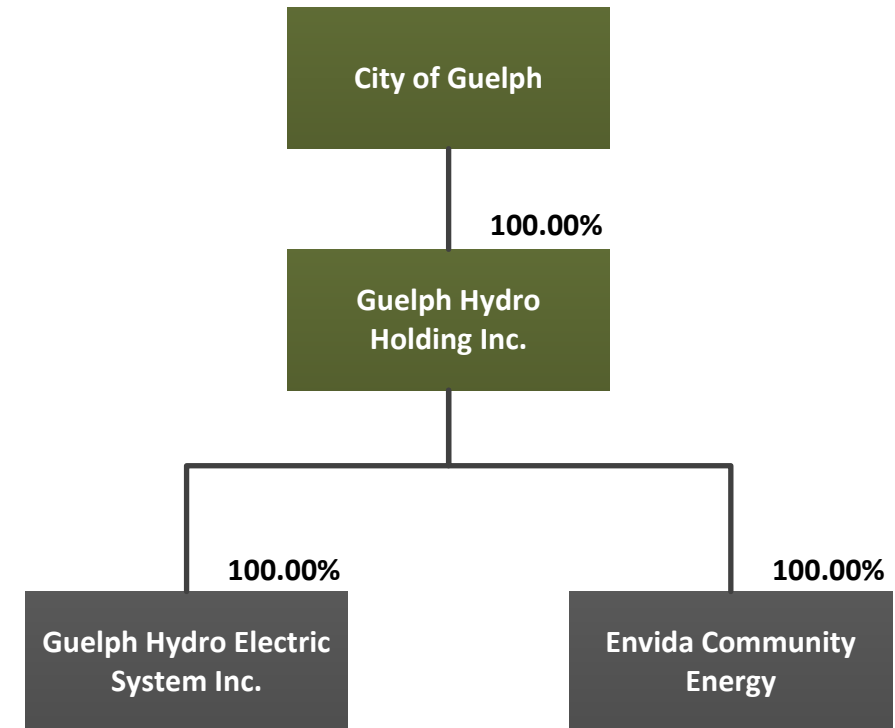 City of Guelph
100.00%
Guelph Hydro
Holding Inc.
100.00%
100.00%
Guelph Hydro Electric
System Inc.
Envida Community
Energy